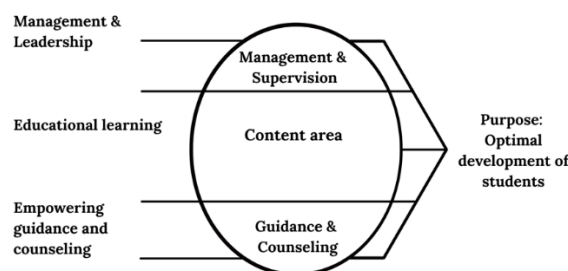 Management &
Leadership
Management &
Supervision
Educational learning
Content area
Purpose:
Optimal
development of
students
Empowering
guidance and
counseling
Guidance &
Counseling